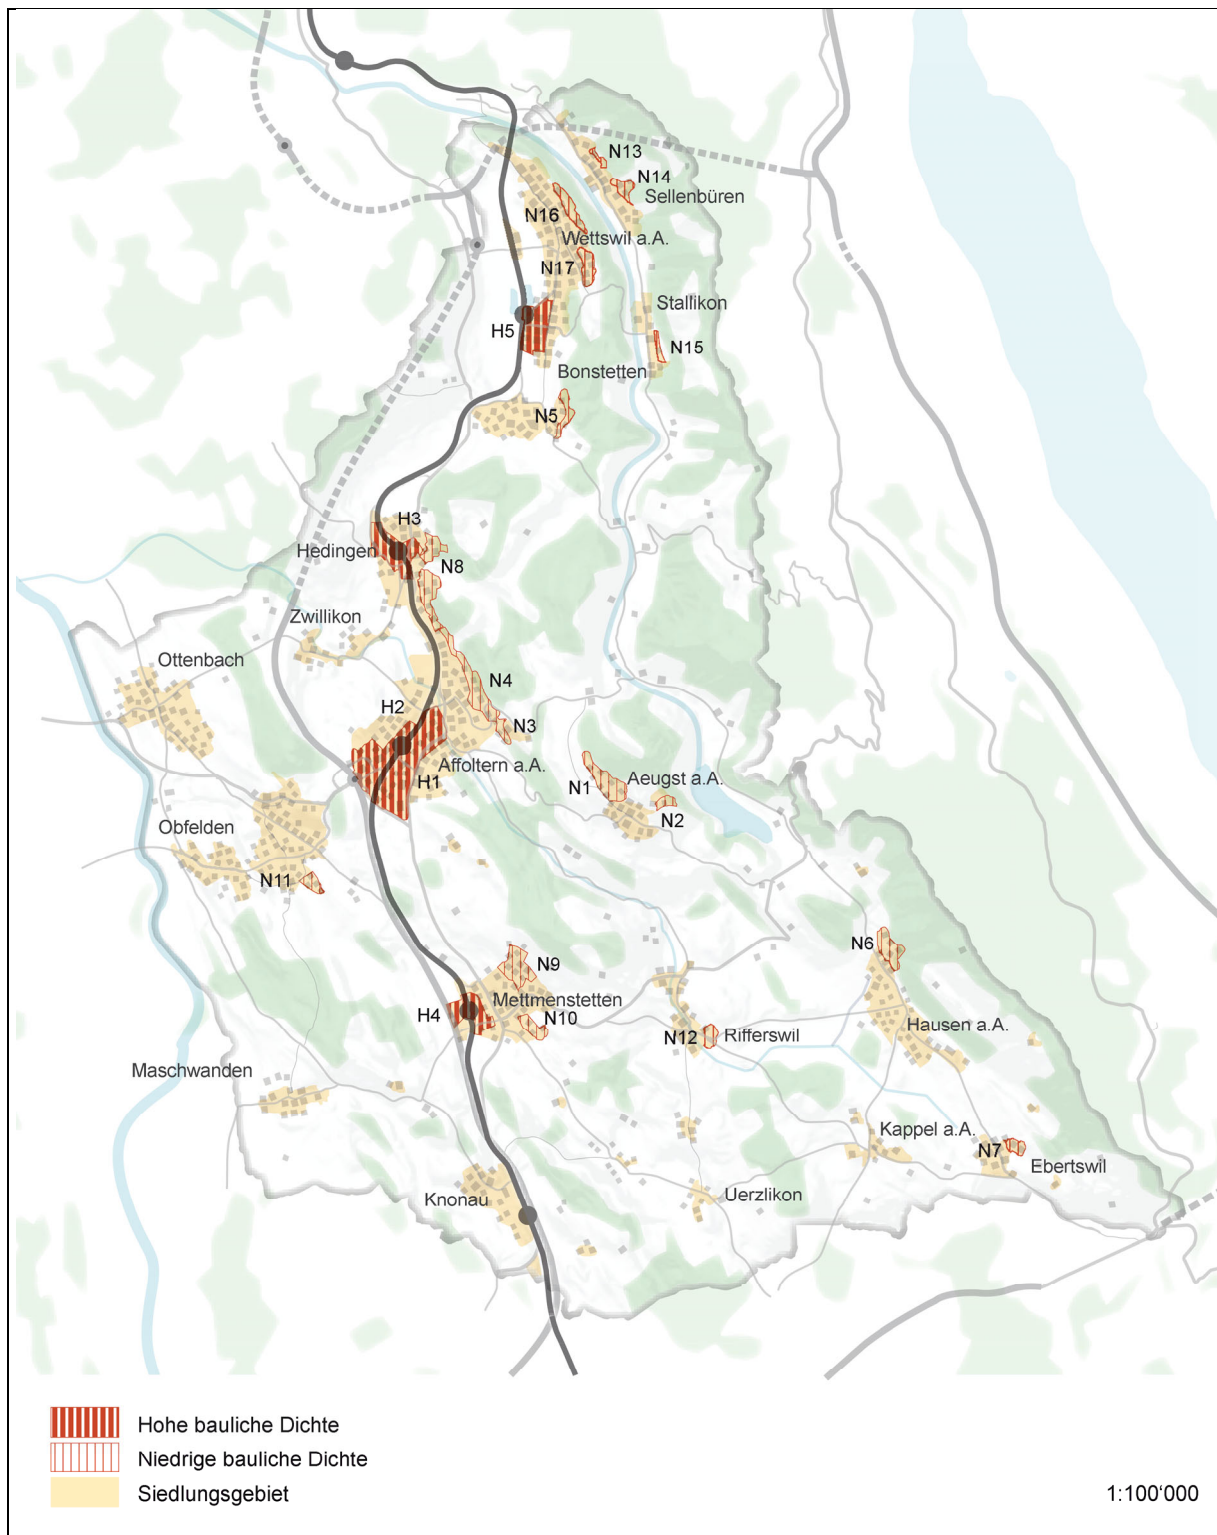 N13
N14
Sellenbüren
N16
Wettswil a.A.
N17
Stallikon
H5
N15
Bonstetten
N5
H3
Hedingen
N8
Zwillikon
Ottenbach
N4
H2
N3
Affoltern a.A.
H1
N1
Aeugst a.A.
N2
Obfelden
N11
N6
N9
Mettmenstetten
H4
N10
Hausen a.A.
N12
Rifferswil
Maschwanden
Kappel a.A.
N7
Ebertswil
Knonau
Uerzlikon
Hohe bauliche Dichte
Niedrige bauliche Dichte
Siedlungsgebiet
1:100‘000